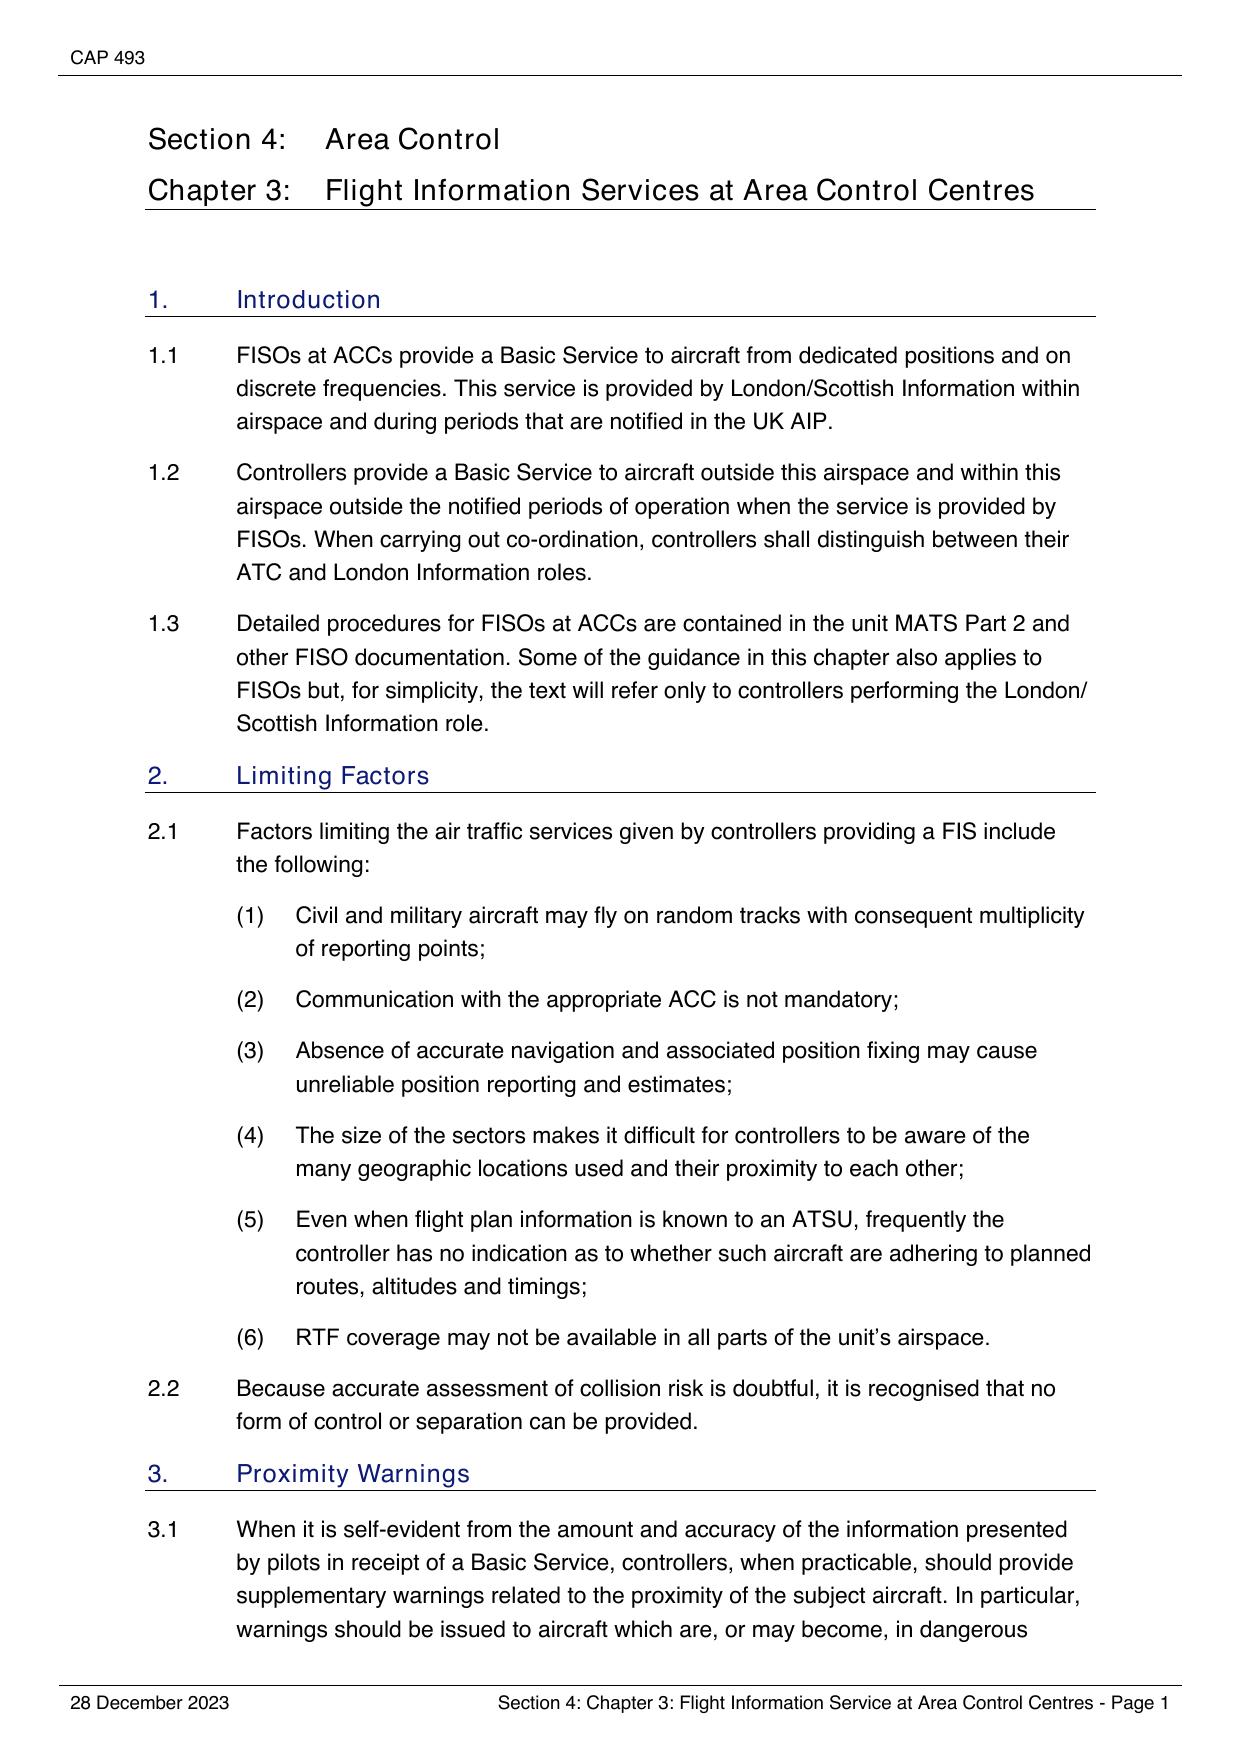 CAP 493
Section 4: Area Control
Chapter 3: Flight Information Services at Area Control Centres
1. Introduction
1.1 FISOs at ACCs provide a Basic Service to aircraft from dedicated positions and on
discrete frequencies. This service is provided by London/Scottish Information within
airspace and during periods that are notified in the UK AIP.
1.2 Controllers provide a Basic Service to aircraft outside this airspace and within this
airspace outside the notified periods of operation when the service is provided by
FISOs. When carrying out co-ordination, controllers shall distinguish between their
ATC and London Information roles.
1.3 Detailed procedures for FISOs at ACCs are contained in the unit MATS Part 2 and
other FISO documentation. Some of the guidance in this chapter also applies to
FISOs but, for simplicity, the text will refer only to controllers performing the London/
Scottish Information role.
2. Limiting Factors
2.1 Factors limiting the air traffic services given by controllers providing a FIS include
the following:
(1) Civil and military aircraft may fly on random tracks with consequent multiplicity
of reporting points;
(2) Communication with the appropriate ACC is not mandatory;
(3) Absence of accurate navigation and associated position fixing may cause
unreliable position reporting and estimates;
(4) The size of the sectors makes it difficult for controllers to be aware of the
many geographic locations used and their proximity to each other;
(5) Even when flight plan information is known to an ATSU, frequently the
controller has no indication as to whether such aircraft are adhering to planned
routes, altitudes and timings;
(6) RTF coverage may not be available in all parts of the unit’s airspace.
2.2 Because accurate assessment of collision risk is doubtful, it is recognised that no
form of control or separation can be provided.
3. Proximity Warnings
3.1 When it is self-evident from the amount and accuracy of the information presented
by pilots in receipt of a Basic Service, controllers, when practicable, should provide
supplementary warnings related to the proximity of the subject aircraft. In particular,
warnings should be issued to aircraft which are, or may become, in dangerous
28 December 2023 Section 4: Chapter 3: Flight Information Service at Area Control Centres - Page 1